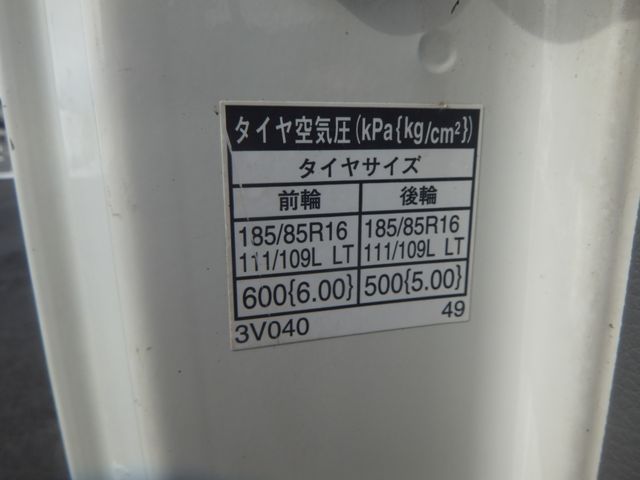 タイヤ空気圧(kPa{kg/cm²})
タイヤサイズ
前輪 後輪
185/85R16 185/85R16
111/109L LT 111/109L LT
600{6.00} 500{5.00}
3V040 49